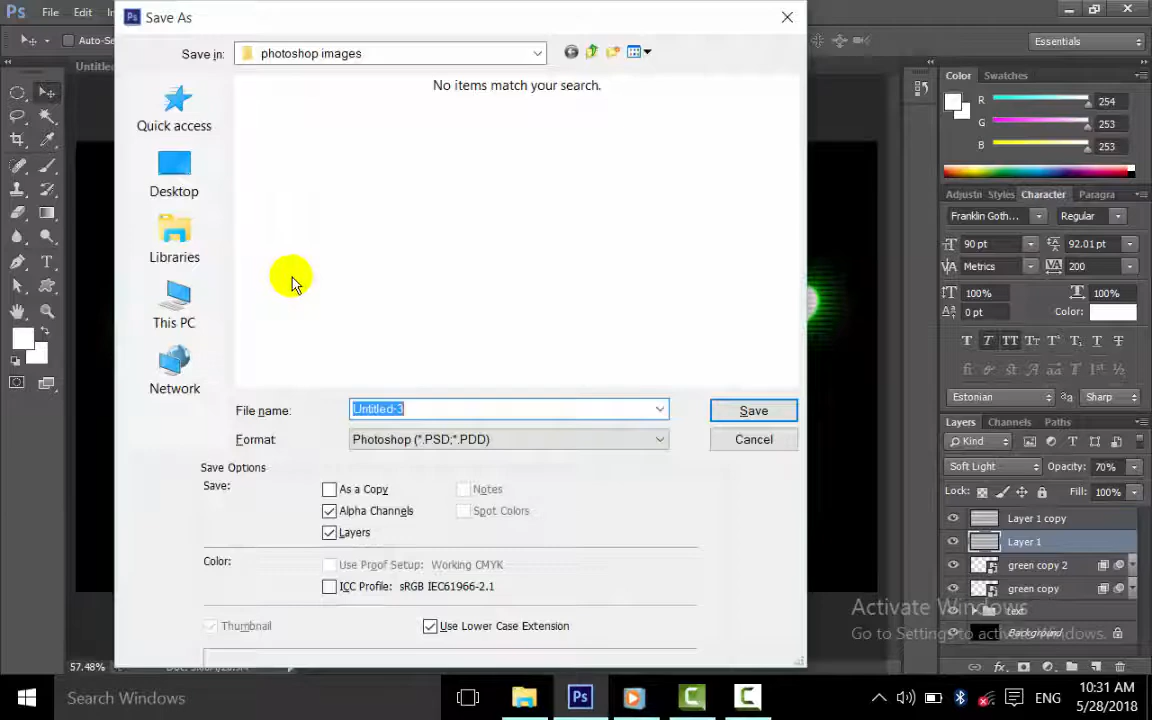 Ps File Edit
Save As
Save in: photoshop images
Auto-Se
Essentials
Untitle
No items match your search.
Quick access
Desktop
Libraries
This PC
Network
File name: Untitled-3 Save
Format: Photoshop (*.PSD;*.PDD) Cancel
Save Options
Save: As a Copy Notes
Alpha Channels Spot Colors
Layers
Color: Use Proof Setup: Working CMYK
ICC Profile: sRGB IEC61966-2.1
Thumbnail Use Lower Case Extension
57.48%
Color Swatches
R 254
G 253
B 253
Adjustn Styles Character Paragra
Franklin Goth... Regular
90 pt 92.01 pt
Metrics 200
100% 100%
0 pt Color:
Estonian Sharp
Layers Channels Paths
Kind
Soft Light Opacity: 70%
Lock: Fill: 100%
Layer 1 copy
Layer 1
green copy 2
green copy
text
Background
Activate Windows
Go to Settings to activate Windows.
Search Windows
ENG
10:31 AM
5/28/2018